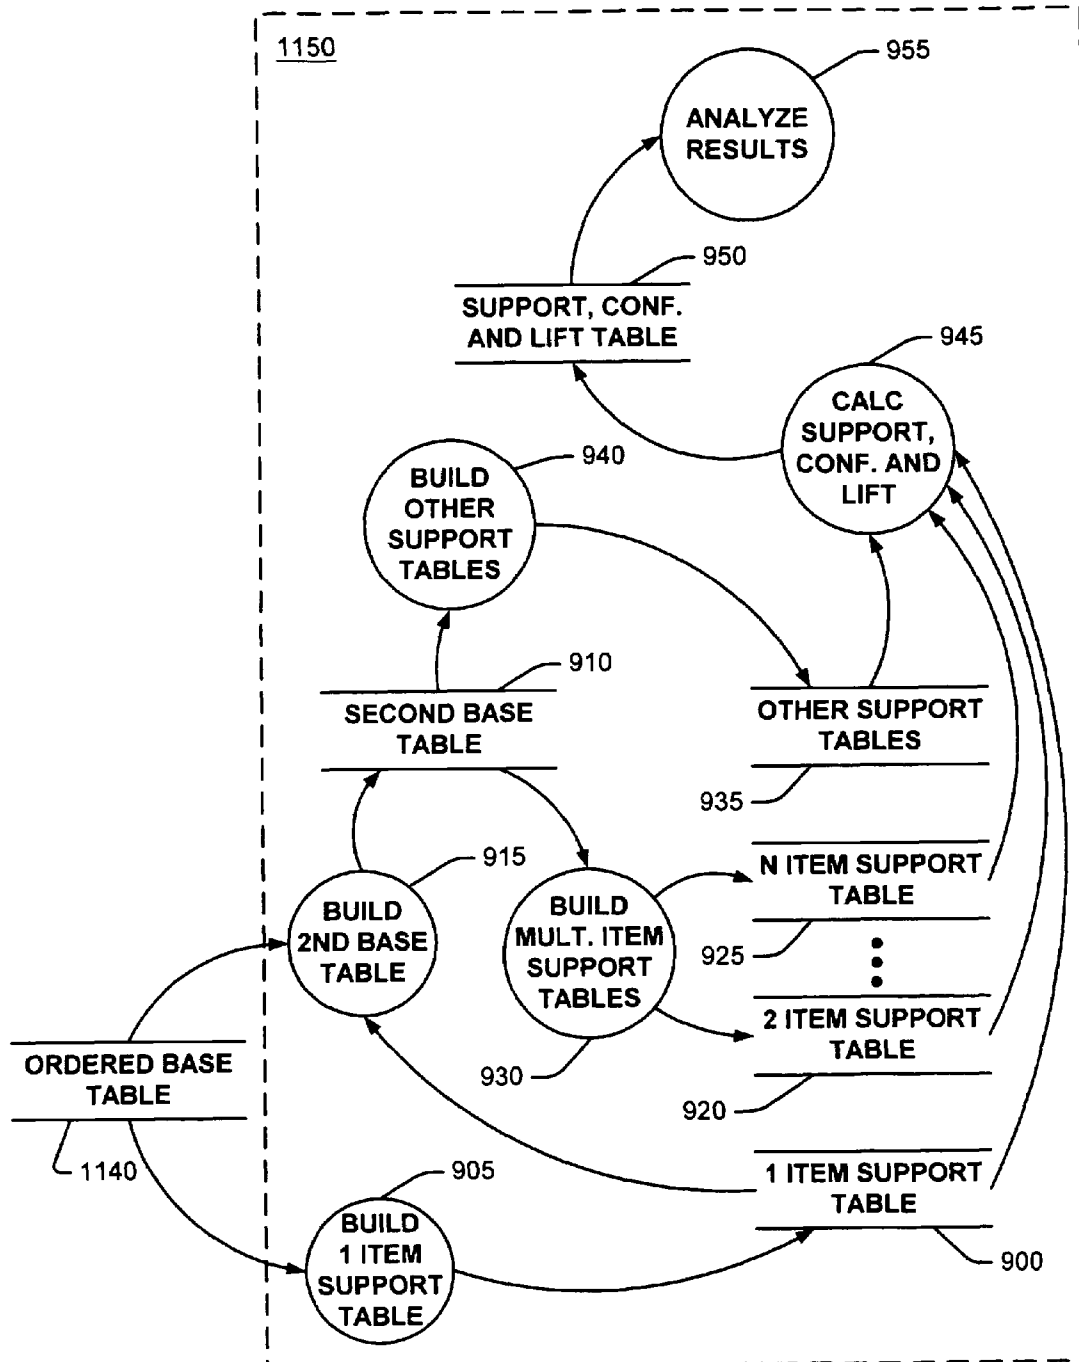 1150
955
ANALYZE
RESULTS
950
SUPPORT, CONF.
AND LIFT TABLE
945
CALC
SUPPORT,
CONF. AND
LIFT
940
BUILD
OTHER
SUPPORT
TABLES
910
SECOND BASE
TABLE
OTHER SUPPORT
TABLES
935
915
BUILD
2ND BASE
TABLE
BUILD
MULT. ITEM
SUPPORT
TABLES
930
N ITEM SUPPORT
TABLE
925
2 ITEM SUPPORT
TABLE
920
ORDERED BASE
TABLE
1140
905
BUILD
1 ITEM
SUPPORT
TABLE
1 ITEM SUPPORT
TABLE
900